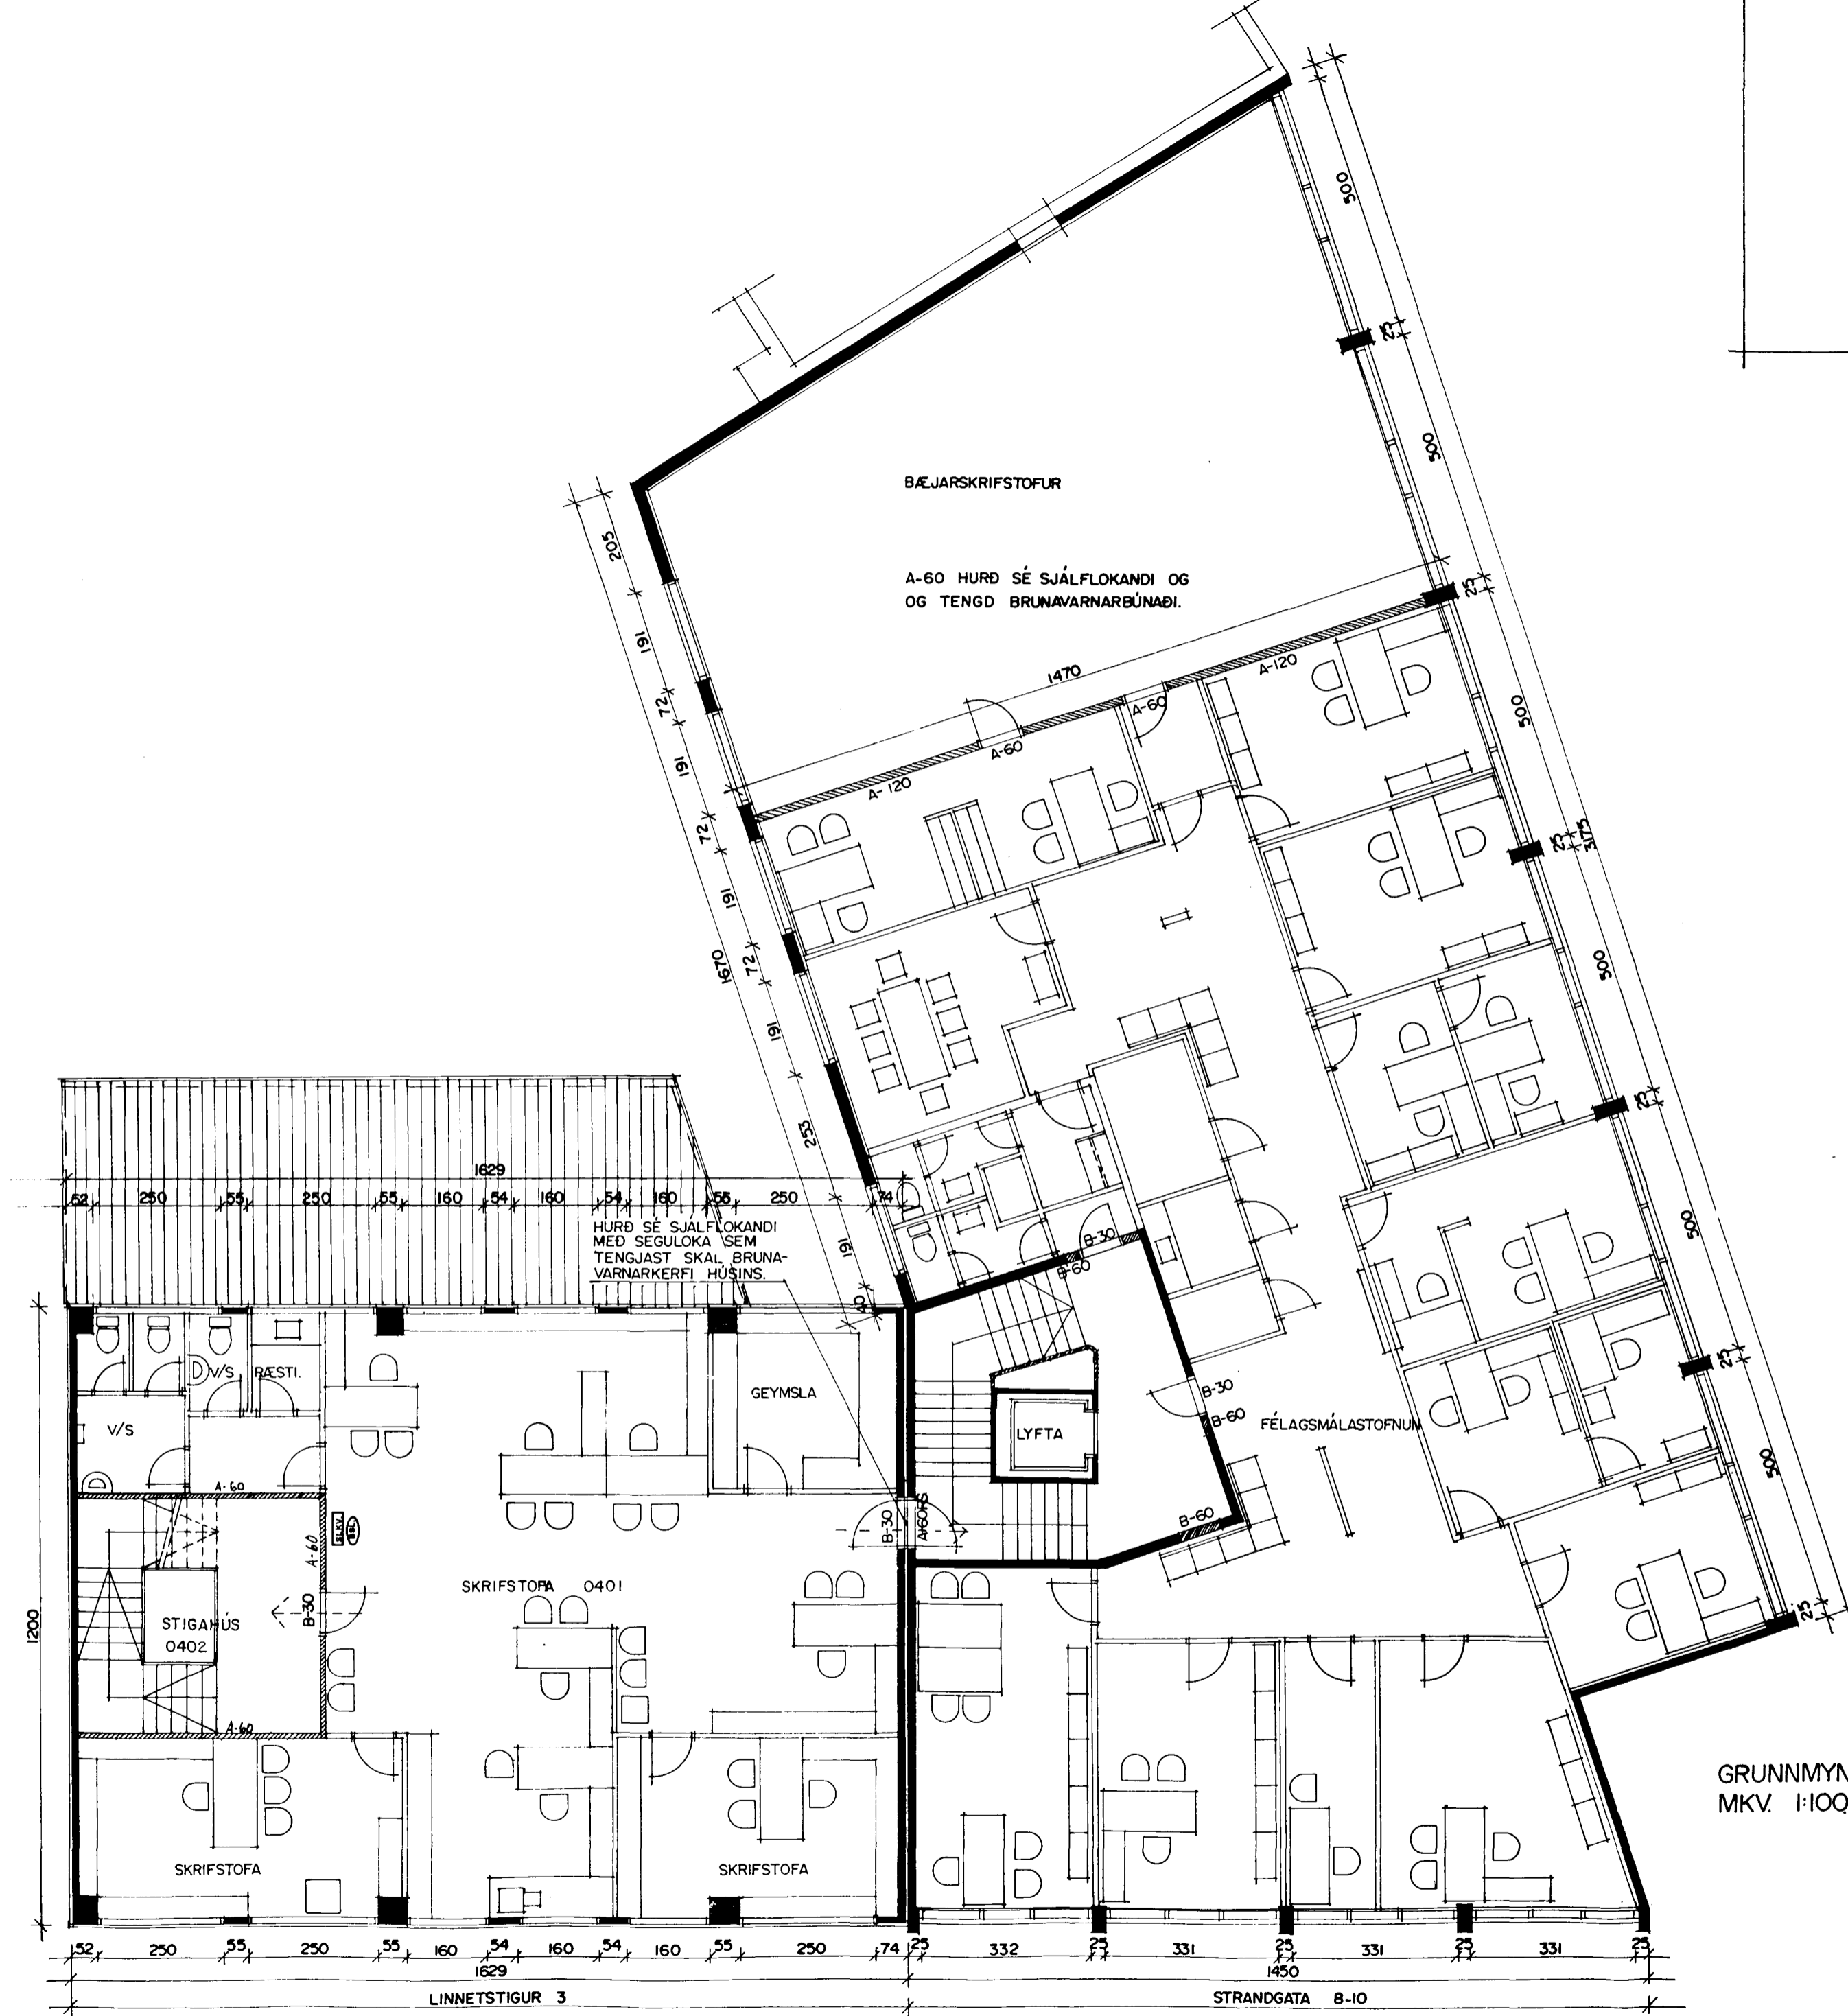 500
25
500
BÆJARSKRIFSTOFUR
205
A-60 HURÐ SÉ SJÁLFLOKANDI OG
OG TENGD BRUNAVARNARBÚNAÐI.
25
191
1470
A-120
72
A-60
500
A-60
191
A-120
72
25
3175
191
1670
72
500
191
25
253
1629
52
250
55
250
55
160
54
160
54
160
55
250
74
HURÐ SÉ SJÁLFLOKANDI
MEÐ SEGULOKA SEM
TENGJAST SKAL BRUNA-
VARNARKERFI HÚSINS.
191
500
B-30
B-60
40
25
V/S
RÆSTI.
GEYMSLA
B-30
B-60
FÉLAGSMÁLASTOFNUN
V/S
LYFTA
500
A-60
ELKV.
BSL
B-30
A-60HS
B-60
A-60
SKRIFSTOFA 0401
25
B-30
STIGAHÚS
0402
1200
A-60
GRUNNMYN
MKV. 1:100
SKRIFSTOFA
SKRIFSTOFA
52
250
55
250
55
160
54
160
54
160
55
250
74
25
332
25
331
25
331
25
331
25
1629
1450
LINNETSTIGUR 3
STRANDGATA 8-10